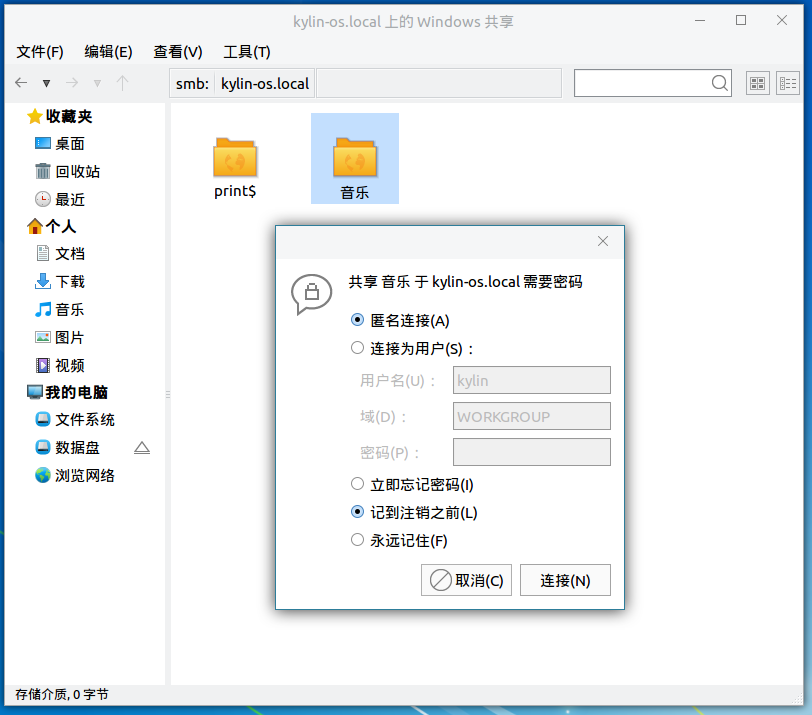 kylin-os.local 上的 Windows 共享
文件(F) 编辑(E) 查看(V) 工具(T)
smb: kylin-os.local
收藏夹
桌面
回收站
最近
个人
文档
下载
音乐
图片
视频
我的电脑
文件系统
数据盘
浏览网络
print$
音乐
共享 音乐 于 kylin-os.local 需要密码
匿名连接(A)
连接为用户(S)：
用户名(U)： kylin
域(D)： WORKGROUP
密码(P)：
立即忘记密码(I)
记到注销之前(L)
永远记住(F)
取消(C) 连接(N)
存储介质, 0 字节